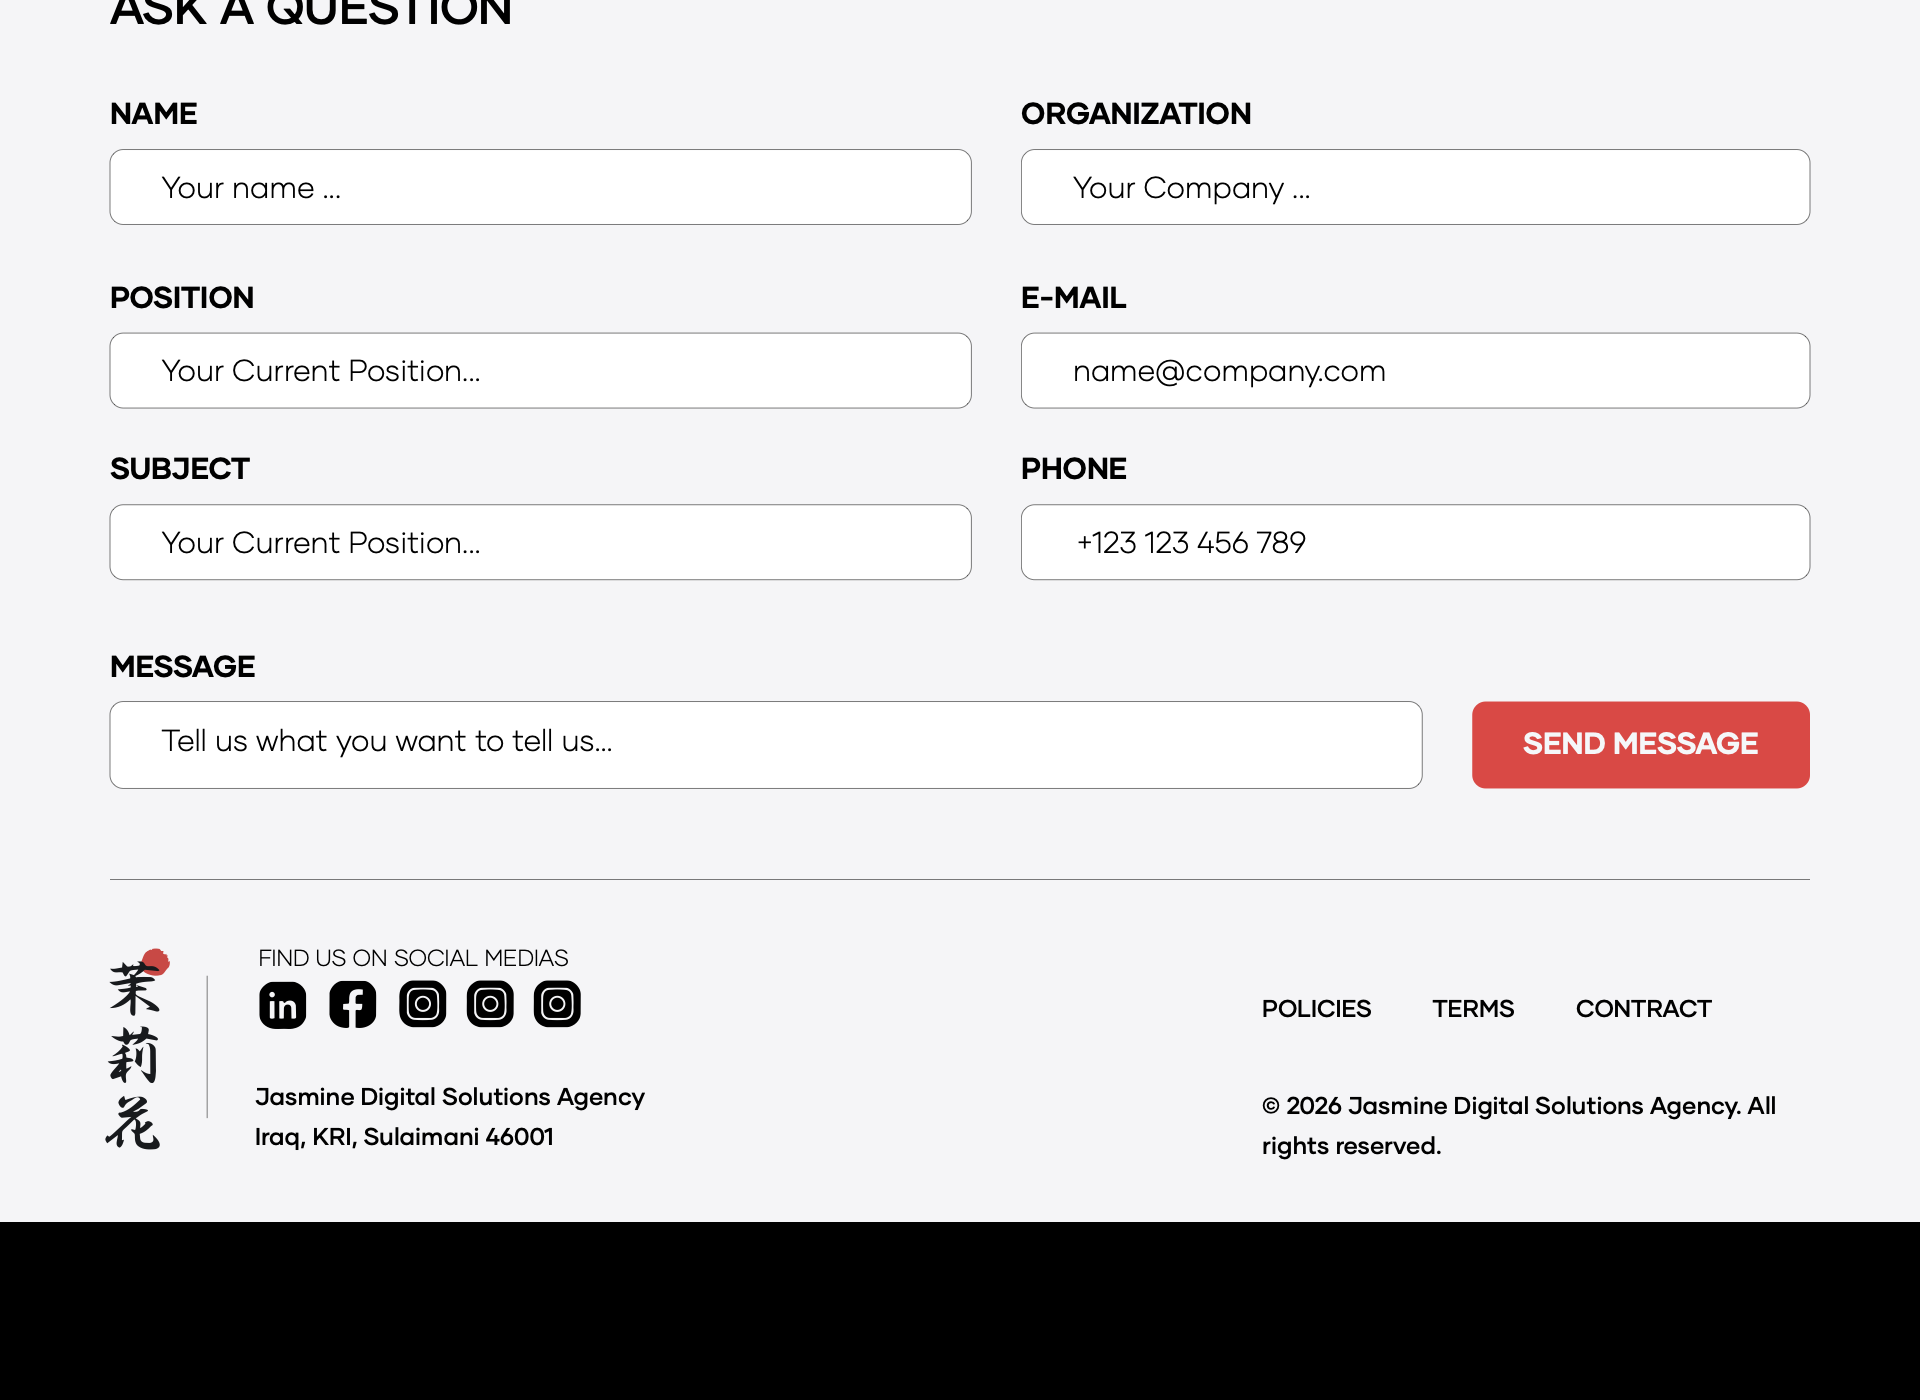 ASK A QUESTION
NAME
ORGANIZATION
Your name ...
Your Company ...
POSITION
E-MAIL
Your Current Position...
name@company.com
SUBJECT
PHONE
Your Current Position...
+123 123 456 789
MESSAGE
Tell us what you want to tell us...
SEND MESSAGE
茉
莉
花
FIND US ON SOCIAL MEDIAS
in
Jasmine Digital Solutions Agency
Iraq, KRI, Sulaimani 46001
POLICIES
TERMS
CONTRACT
© 2026 Jasmine Digital Solutions Agency. All
rights reserved.